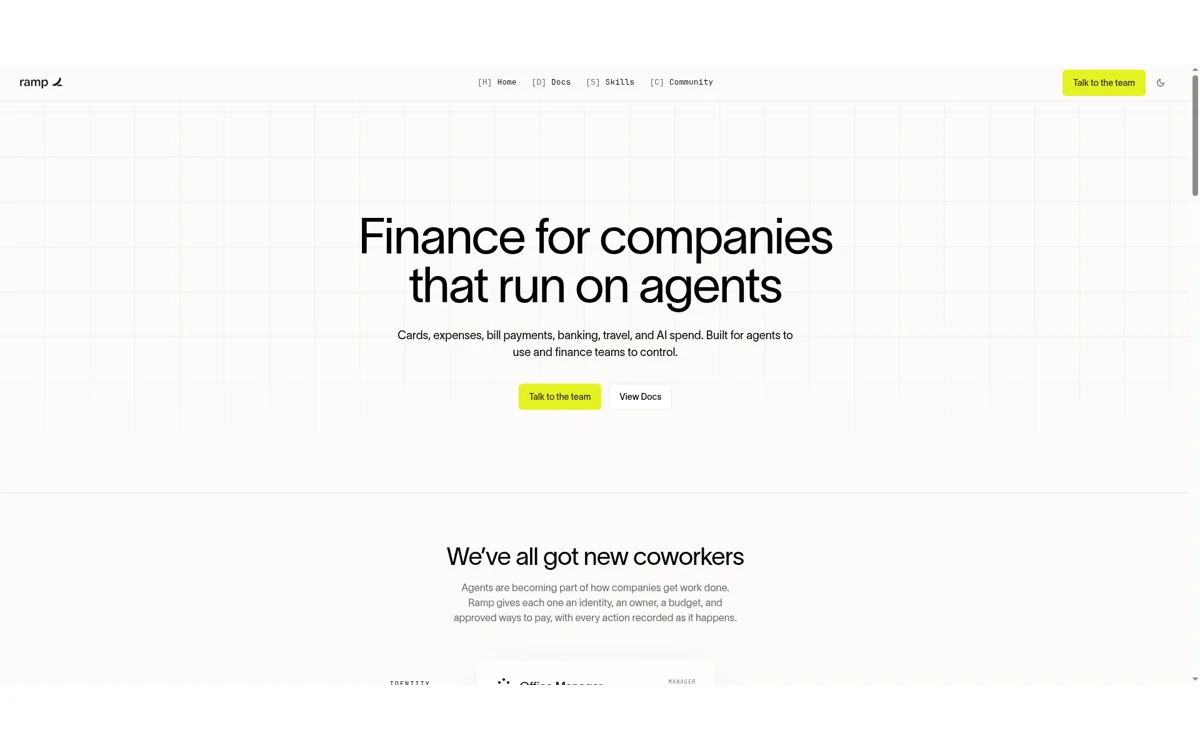 ramp
[H] Home [D] Docs [S] Skills [C] Community
Talk to the team
Finance for companies
that run on agents
Cards, expenses, bill payments, banking, travel, and AI spend. Built for agents to
use and finance teams to control.
Talk to the team
View Docs
We've all got new coworkers
Agents are becoming part of how companies get work done.
Ramp gives each one an identity, an owner, a budget, and
approved ways to pay, with every action recorded as it happens.
IDENTITY
Office Manager
MANAGER